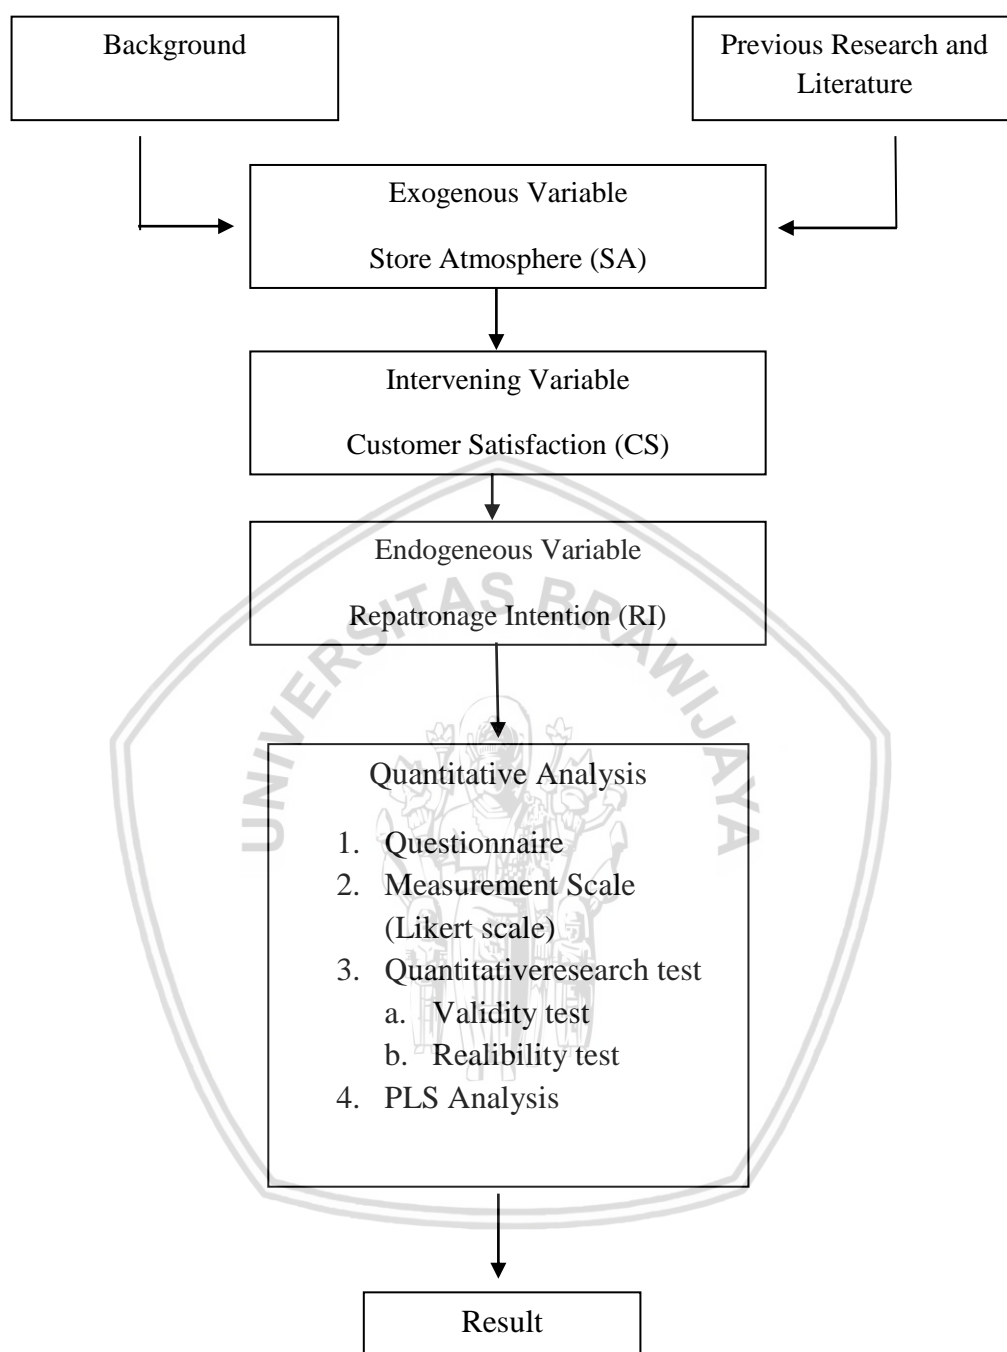 Background
Previous Research and
Literature
Exogenous Variable
Store Atmosphere (SA)
Intervening Variable
Customer Satisfaction (CS)
Endogeneous Variable
Repatronage Intention (RI)
UNIVERSITAS BRAWIJAYA
Quantitative Analysis
1. Questionnaire
2. Measurement Scale
(Likert scale)
3. Quantitativeresearch test
a. Validity test
b. Realibility test
4. PLS Analysis
Result